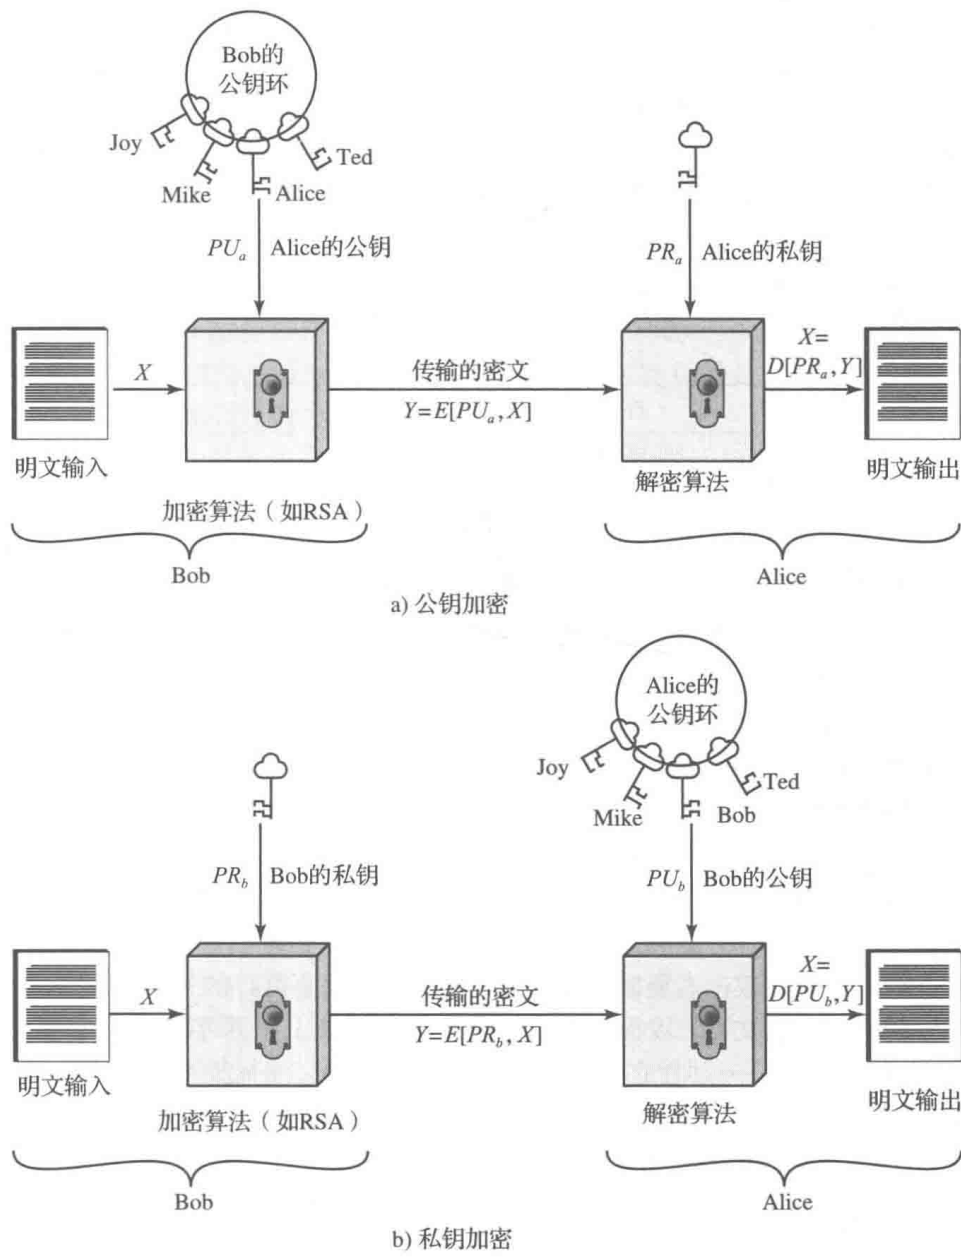 Bob的
公钥环
Joy
Mike
Alice
Ted
PUₐ Alice的公钥
PRₐ Alice的私钥
X
传输的密文
Y=E[PUₐ, X]
X=
D[PRₐ, Y]
明文输入
加密算法（如RSA）
解密算法
明文输出
Bob
Alice
a) 公钥加密
Alice的
公钥环
Joy
Mike
Bob
Ted
PR_b Bob的私钥
PU_b Bob的公钥
X
传输的密文
Y=E[PR_b, X]
X=
D[PU_b, Y]
明文输入
加密算法（如RSA）
解密算法
明文输出
Bob
Alice
b) 私钥加密